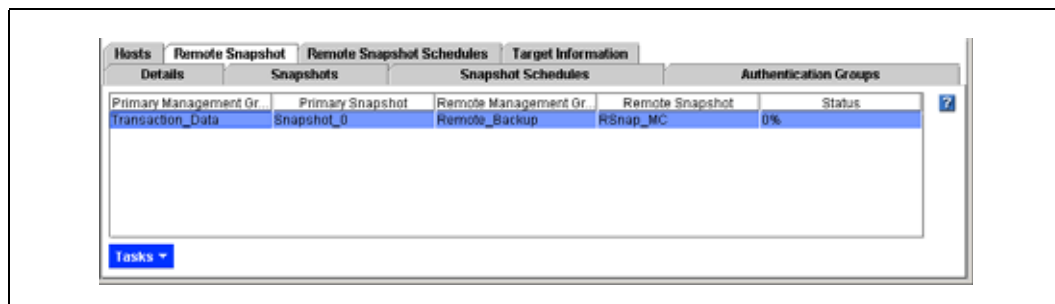 Hosts Remote Snapshot Remote Snapshot Schedules Target Information
Details Snapshots Snapshot Schedules Authentication Groups
Primary Management Gr... Primary Snapshot Remote Management Gr... Remote Snapshot Status
Transaction_Data Snapshot_0 Remote_Backup RSnap_MC 0%
?
Tasks